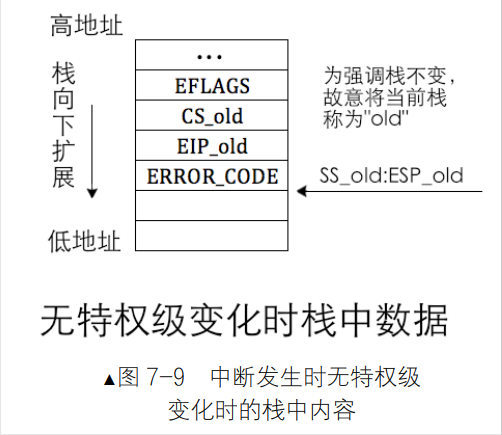 高地址
...
栈向下扩展
EFLAGS
CS_old
EIP_old
ERROR_CODE
为强调栈不变，
故意将当前栈
称为"old"
SS_old:ESP_old
低地址
无特权级变化时栈中数据
▲图 7-9 中断发生时无特权级
变化时的栈中内容